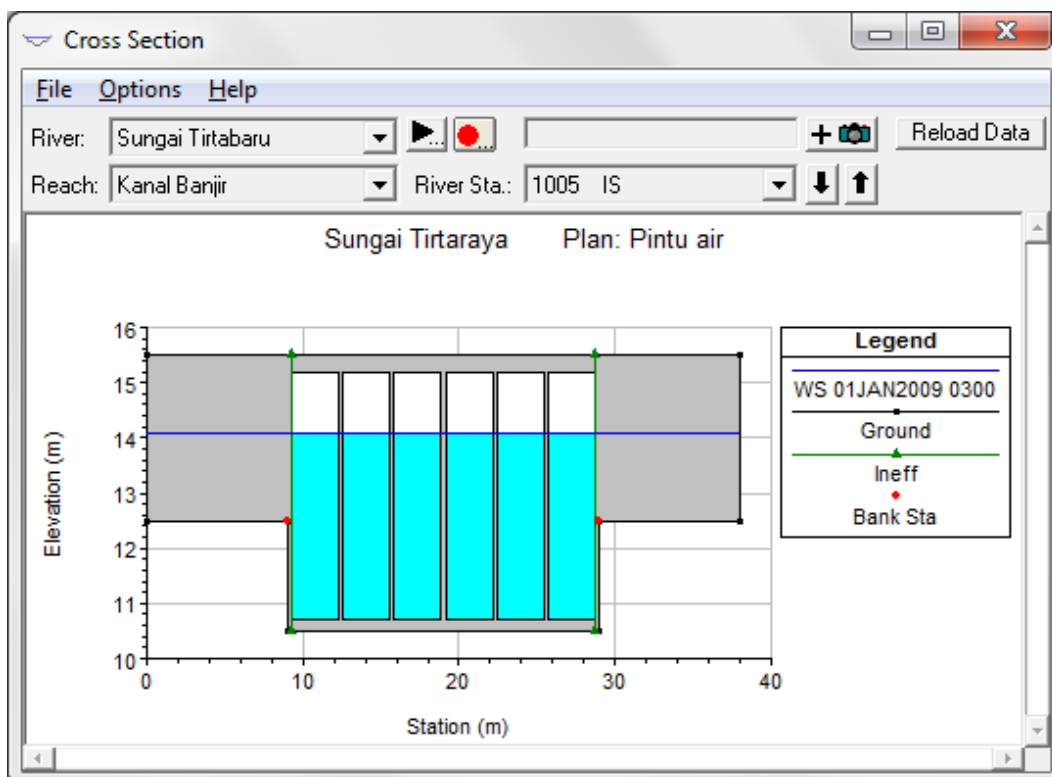 Cross Section
File Options Help
River: Sungai Tirtabaru ... ... + Reload Data
Reach: Kanal Banjir River Sta.: 1005 IS
Sungai Tirtaraya Plan: Pintu air
16
15
14
13
12
11
10
Elevation (m)
0 10 20 30 40
Station (m)
Legend
WS 01JAN2009 0300
Ground
Ineff
Bank Sta